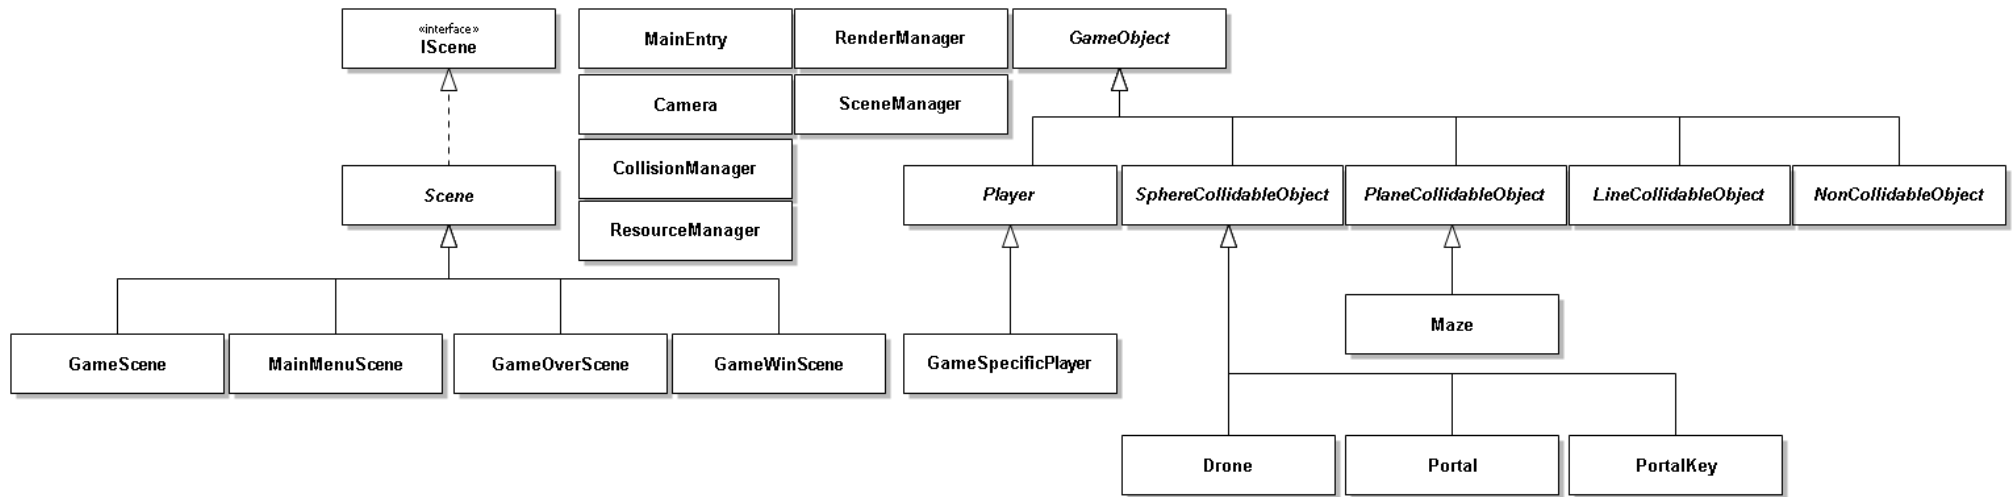 «interface»
IScene
MainEntry
RenderManager
GameObject
Camera
SceneManager
CollisionManager
ResourceManager
Scene
Player
SphereCollidableObject
PlaneCollidableObject
LineCollidableObject
NonCollidableObject
GameScene
MainMenuScene
GameOverScene
GameWinScene
GameSpecificPlayer
Maze
Drone
Portal
PortalKey